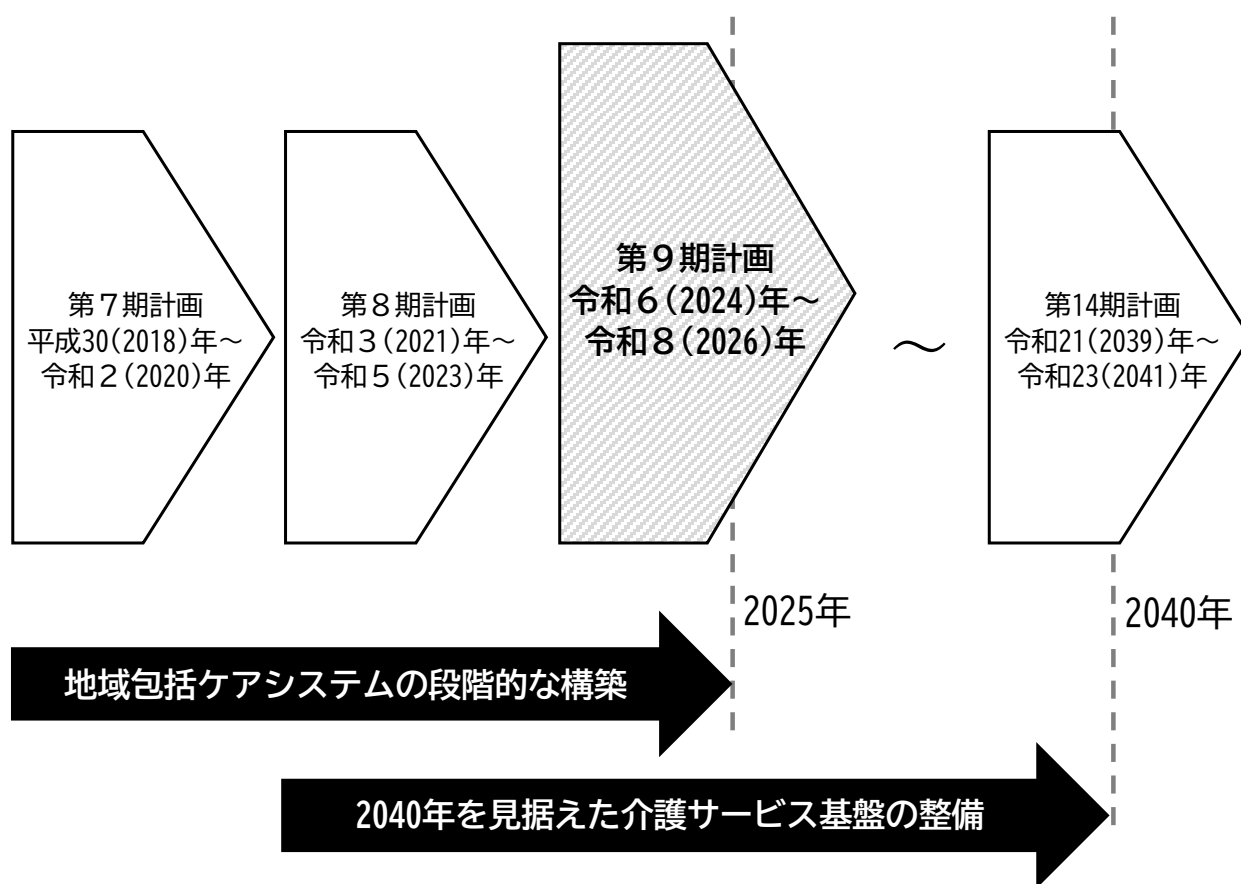 第７期計画
平成30(2018)年～
令和２(2020)年
第８期計画
令和３(2021)年～
令和５(2023)年
第９期計画
令和６(2024)年～
令和８(2026)年
～
第14期計画
令和21(2039)年～
令和23(2041)年
2025年
2040年
地域包括ケアシステムの段階的な構築
2040年を見据えた介護サービス基盤の整備